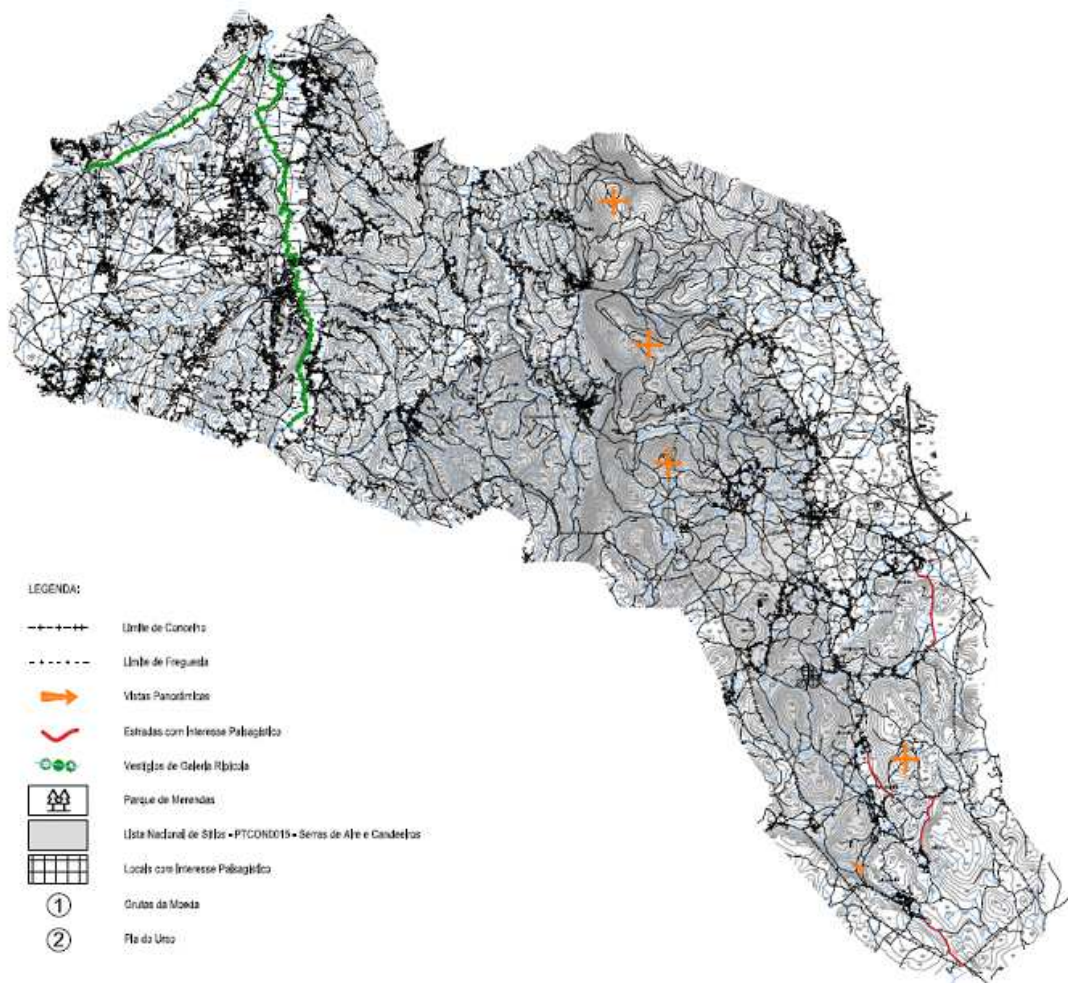 LEGENDA:
Limite de Concelho
Limite de Freguesia
Vistas Panorâmicas
Estradas com Interesse Paisagístico
Vestígios de Galeria Ripícola
Parque de Merendas
Lista Nacional de Sítios - PTCON0015 - Serras de Aire e Candeeiros
Locais com Interesse Paisagístico
1 Grutas da Moeda
2 Pia do Urso